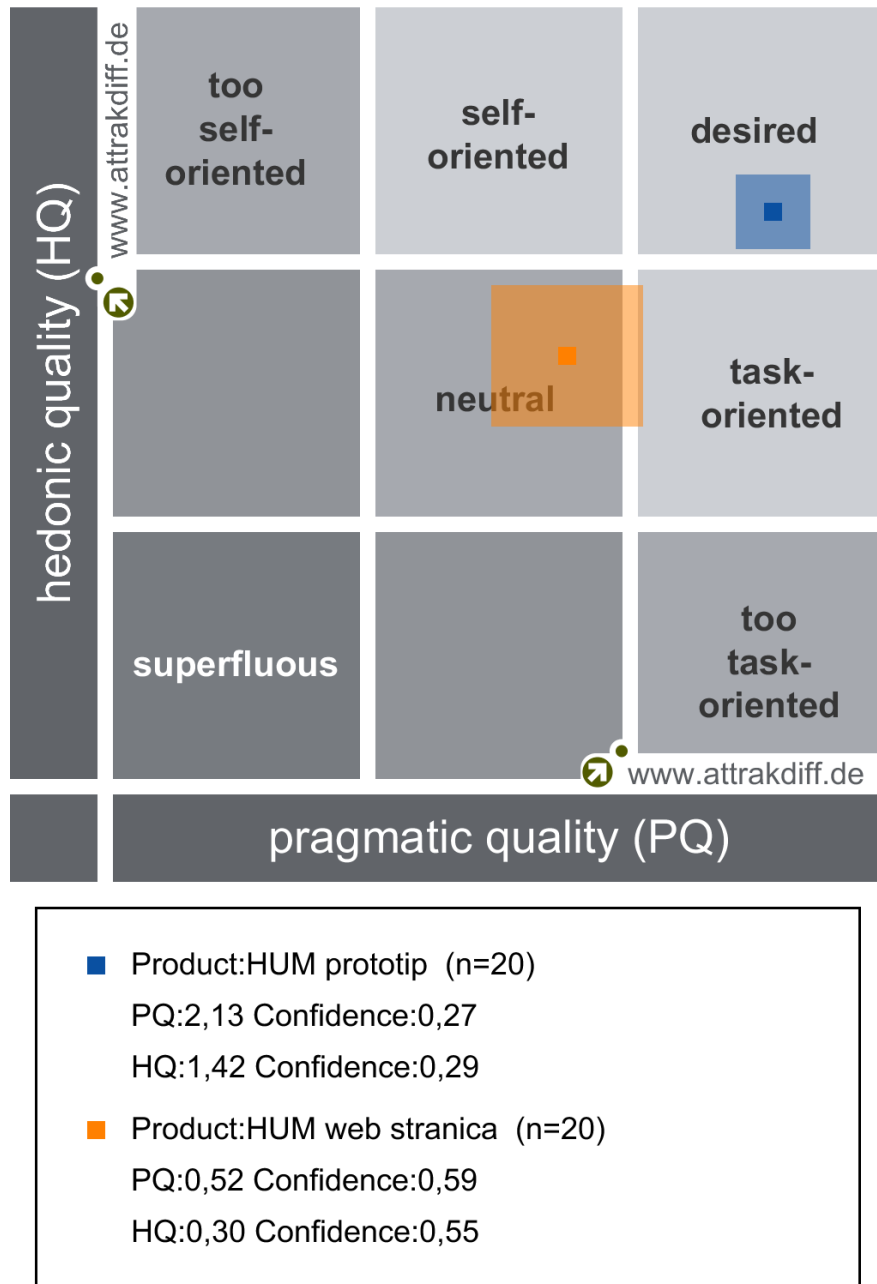 www.attrakdiff.de
too
self-
oriented
self-
oriented
desired
hedonic quality (HQ)
neutral
task-
oriented
superfluous
too
task-
oriented
www.attrakdiff.de
pragmatic quality (PQ)
Product:HUM prototip (n=20)
PQ:2,13 Confidence:0,27
HQ:1,42 Confidence:0,29
Product:HUM web stranica (n=20)
PQ:0,52 Confidence:0,59
HQ:0,30 Confidence:0,55